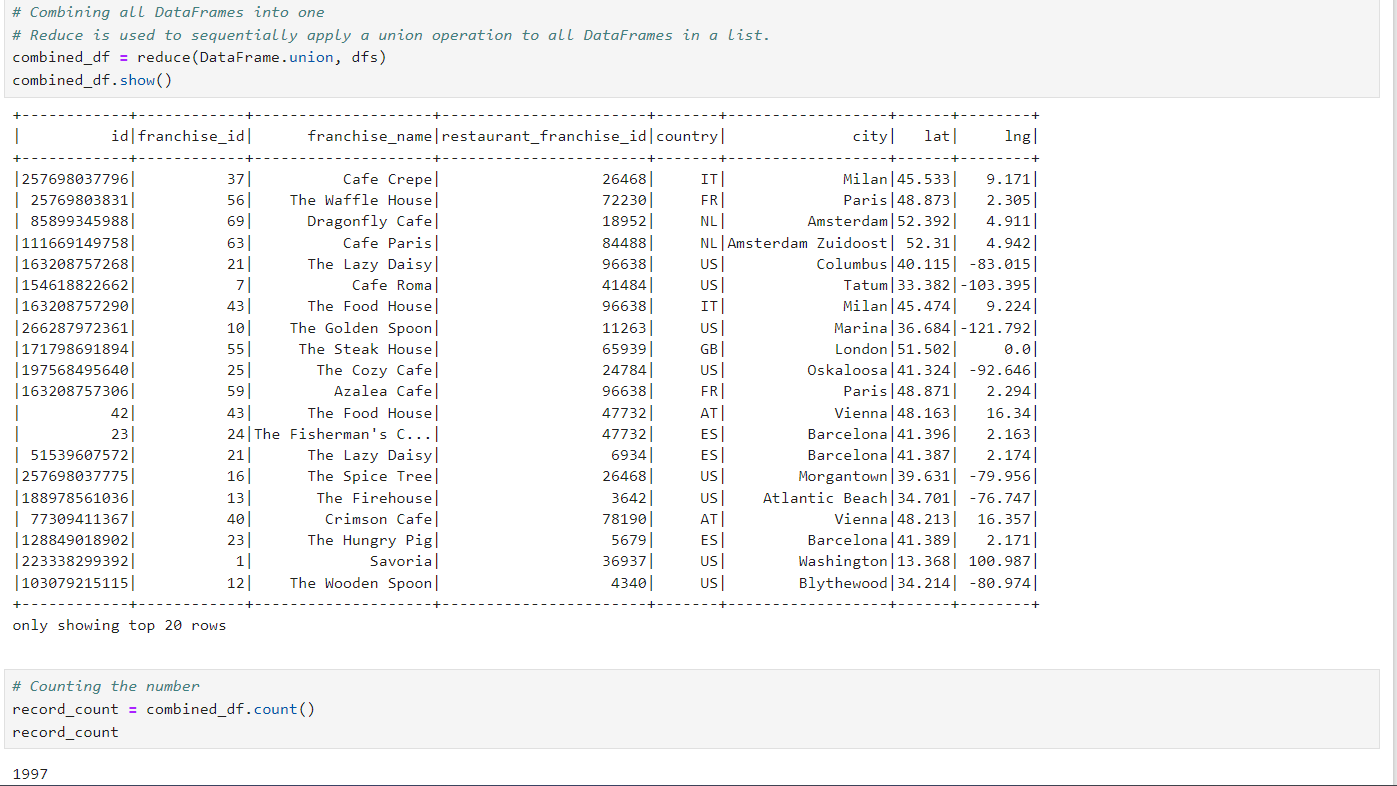 # Combining all DataFrames into one
# Reduce is used to sequentially apply a union operation to all DataFrames in a list.
combined_df = reduce(DataFrame.union, dfs)
combined_df.show()
+------------+------------+--------------------+-----------------------+-------+------------------+------+--------+
|          id|franchise_id|      franchise_name|restaurant_franchise_id|country|              city|   lat|     lng|
+------------+------------+--------------------+-----------------------+-------+------------------+------+--------+
|257698037796|          37|          Cafe Crepe|                  26468|     IT|             Milan|45.533|   9.171|
| 25769803831|          56|    The Waffle House|                  72230|     FR|             Paris|48.873|   2.305|
| 85899345988|          69|      Dragonfly Cafe|                  18952|     NL|         Amsterdam|52.392|   4.911|
|111669149758|          63|          Cafe Paris|                  84488|     NL|Amsterdam Zuidoost| 52.31|   4.942|
|163208757268|          21|      The Lazy Daisy|                  96638|     US|          Columbus|40.115| -83.015|
|154618822662|           7|           Cafe Roma|                  41484|     US|             Tatum|33.382|-103.395|
|163208757290|          43|      The Food House|                  96638|     IT|             Milan|45.474|   9.224|
|266287972361|          10|    The Golden Spoon|                  11263|     US|            Marina|36.684|-121.792|
|171798691894|          55|     The Steak House|                  65939|     GB|            London|51.502|     0.0|
|197568495640|          25|       The Cozy Cafe|                  24784|     US|         Oskaloosa|41.324| -92.646|
|163208757306|          59|         Azalea Cafe|                  96638|     FR|             Paris|48.871|   2.294|
|          42|          43|      The Food House|                  47732|     AT|            Vienna|48.163|   16.34|
|          23|          24|The Fisherman's C...|                  47732|     ES|         Barcelona|41.396|   2.163|
| 51539607572|          21|      The Lazy Daisy|                   6934|     ES|         Barcelona|41.387|   2.174|
|257698037775|          16|      The Spice Tree|                  26468|     US|        Morgantown|39.631| -79.956|
|188978561036|          13|       The Firehouse|                   3642|     US|    Atlantic Beach|34.701| -76.747|
| 77309411367|          40|        Crimson Cafe|                  78190|     AT|            Vienna|48.213|  16.357|
|128849018902|          23|      The Hungry Pig|                   5679|     ES|         Barcelona|41.389|   2.171|
|223338299392|           1|             Savoria|                  36937|     US|        Washington|13.368| 100.987|
|103079215115|          12|    The Wooden Spoon|                   4340|     US|        Blythewood|34.214| -80.974|
+------------+------------+--------------------+-----------------------+-------+------------------+------+--------+
only showing top 20 rows
# Counting the number
record_count = combined_df.count()
record_count
1997